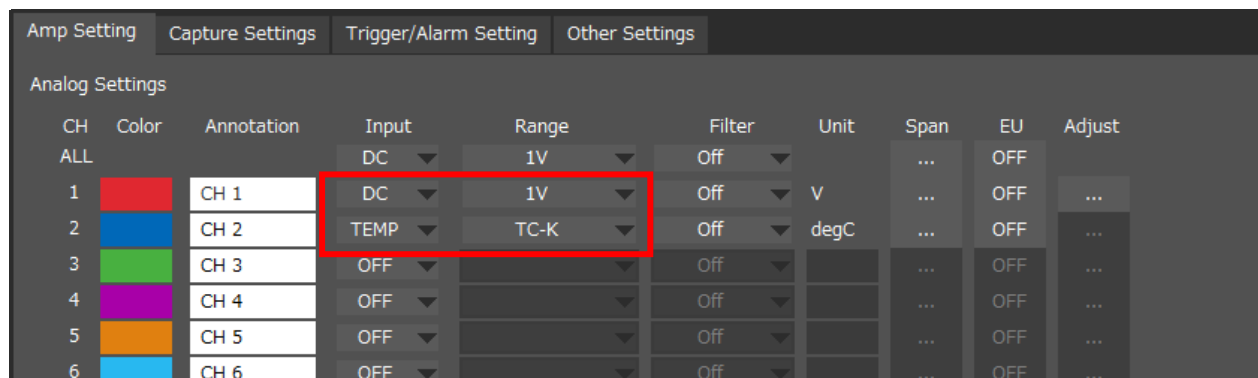 Amp Setting Capture Settings Trigger/Alarm Setting Other Settings
Analog Settings
CH Color Annotation Input Range Filter Unit Span EU Adjust
ALL DC 1V Off ... OFF
1 CH 1 DC 1V Off V ... OFF ...
2 CH 2 TEMP TC-K Off degC ... OFF ...
3 CH 3 OFF Off ... OFF ...
4 CH 4 OFF Off ... OFF ...
5 CH 5 OFF Off ... OFF ...
6 CH 6 OFF Off ... OFF ...